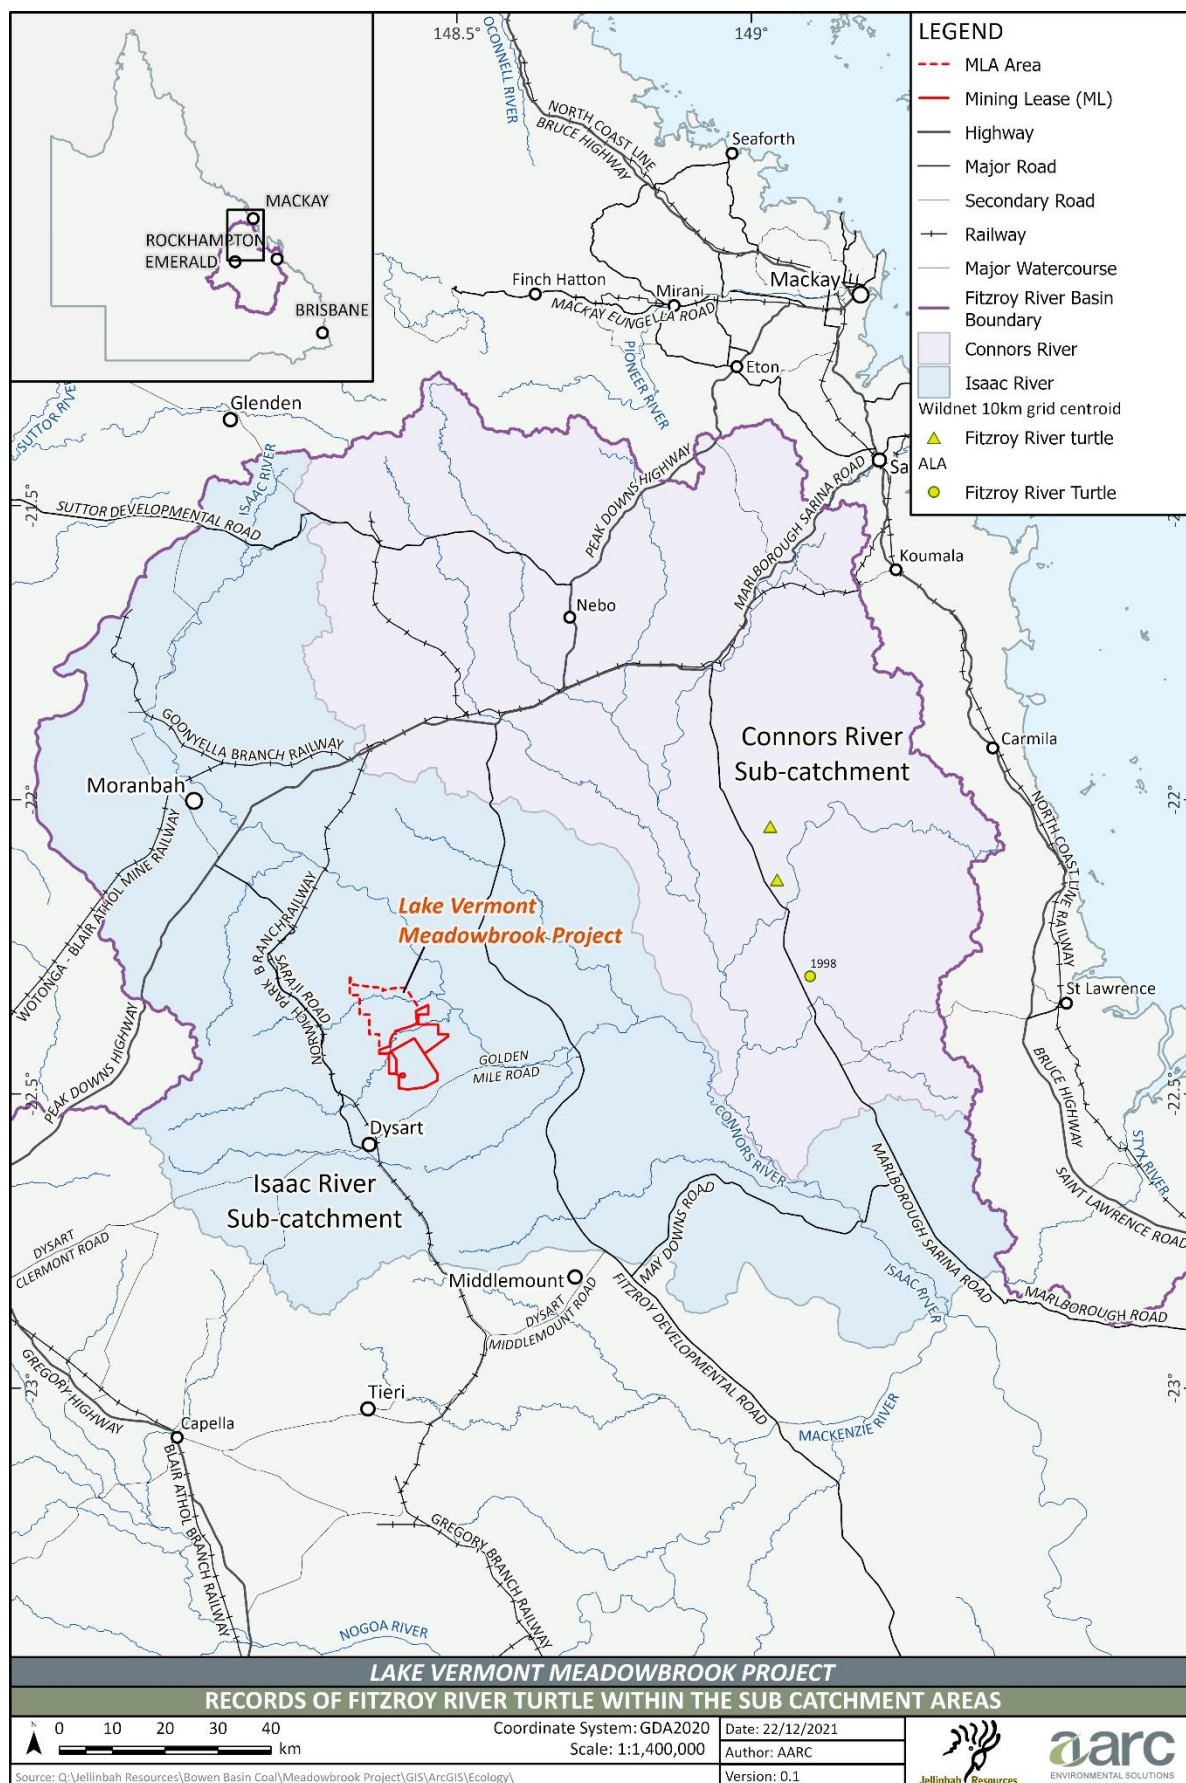 148.5°
149°
OCONNELL RIVER
NORTH COAST LINE
BRUCE HIGHWAY
Seaforth
MACKAY
ROCKHAMPTON
EMERALD
BRISBANE
LEGEND
MLA Area
Mining Lease (ML)
Highway
Major Road
Secondary Road
Railway
Major Watercourse
Fitzroy River Basin
Boundary
Connors River
Isaac River
Wildnet 10km grid centroid
Fitzroy River turtle
ALA
Fitzroy River Turtle
Finch Hatton
Mirani
Mackay
MACKAY EUNGELLA ROAD
PIONEER RIVER
Eton
SUTTOR RIVER
Glenden
ISAAC RIVER
Sa
-21.5°
SUTTOR DEVELOPMENTAL ROAD
PEAK DOWNS HIGHWAY
MARLBOROUGH SARINA ROAD
Koumala
Nebo
GOONYELLA BRANCH RAILWAY
Connors River
Sub-catchment
Carmila
Moranbah
-22°
-22°
NORTH COAST LINE RAILWAY
WOTONGA - BLAIR ATHOL MINE RAILWAY
Lake Vermont
Meadowbrook Project
NORWICH PARK BRANCH RAILWAY
SARAJI ROAD
1998
St Lawrence
PEAK DOWNS HIGHWAY
GOLDEN
MILE ROAD
-22.5°
-22.5°
BRUCE HIGHWAY
STYX RIVER
Dysart
CONNORS RIVER
MARLBOROUGH SARINA ROAD
SAINT LAWRENCE ROAD
Isaac River
Sub-catchment
DYSART
CLERMONT ROAD
MAY DOWNS ROAD
ISAAC RIVER
Middlemount
DYSART
MIDDLEMOUNT ROAD
FITZROY DEVELOPMENTAL ROAD
MARLBOROUGH ROAD
-23°
-23°
GREGORY HIGHWAY
Tieri
Capella
MACKENZIE RIVER
BLAIR ATHOL BRANCH RAILWAY
GREGORY BRANCH RAILWAY
NOGOA RIVER
LAKE VERMONT MEADOWBROOK PROJECT
RECORDS OF FITZROY RIVER TURTLE WITHIN THE SUB CATCHMENT AREAS
N
0 10 20 30 40
km
Coordinate System: GDA2020
Scale: 1:1,400,000
Date: 22/12/2021
Author: AARC
Version: 0.1
Source: Q:\Jellinbah Resources\Bowen Basin Coal\Meadowbrook Project\GIS\ArcGIS\Ecology\
Jellinbah Resources
aarc
ENVIRONMENTAL SOLUTIONS